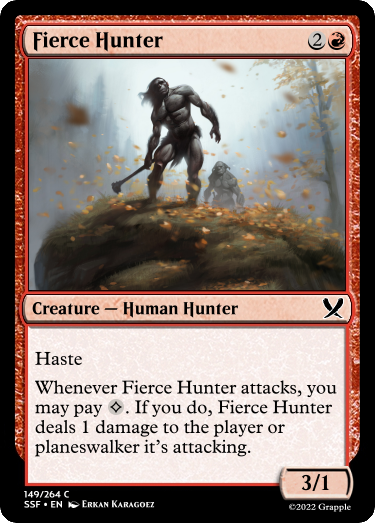 Fierce Hunter 2
Creature — Human Hunter
Haste
Whenever Fierce Hunter attacks, you
may pay . If you do, Fierce Hunter
deals 1 damage to the player or
planeswalker it's attacking.
3/1
149/264 C
SSF • EN Erkan Karagoez
©2022 Grapple